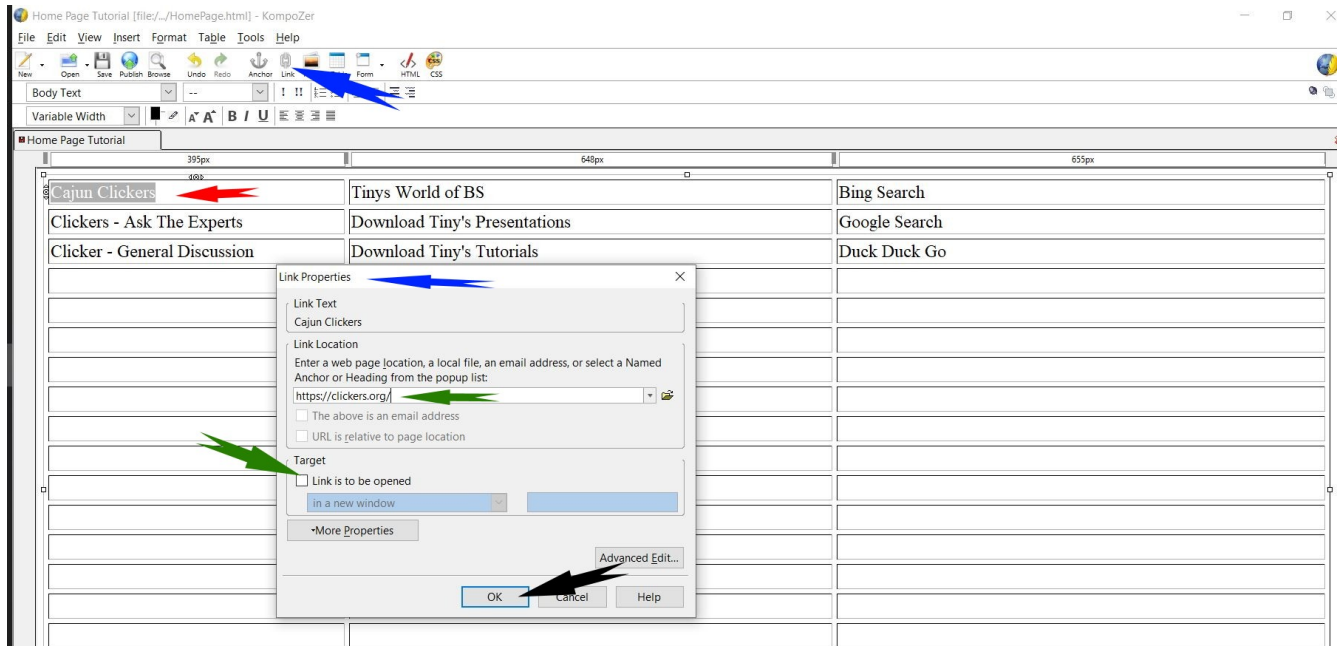 Home Page Tutorial [file:/.../HomePage.html] - KompoZer
File Edit View Insert Format Table Tools Help
New Open Save Publish Browse Undo Redo Anchor Link Form HTML CSS
Body Text --
Variable Width
Home Page Tutorial
395px 648px 655px
Cajun Clickers Tinys World of BS Bing Search
Clickers - Ask The Experts Download Tiny's Presentations Google Search
Clicker - General Discussion Download Tiny's Tutorials Duck Duck Go
Link Properties
Link Text
Cajun Clickers
Link Location
Enter a web page location, a local file, an email address, or select a Named
Anchor or Heading from the popup list:
https://clickers.org/
The above is an email address
URL is relative to page location
Target
Link is to be opened
in a new window
More Properties
Advanced Edit...
OK Cancel Help